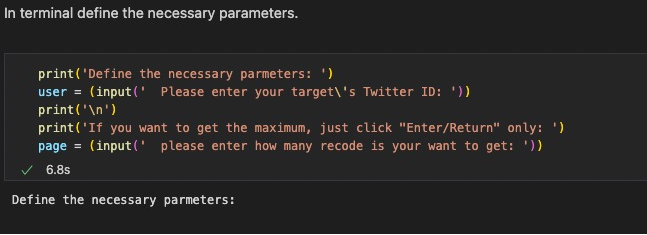 In terminal define the necessary parameters.
print('Define the necessary parmeters: ')
user = (input('  Please enter your target\'s Twitter ID: '))
print('\n')
print('If you want to get the maximum, just click "Enter/Return" only: ')
page = (input('  please enter how many recode is your want to get: '))
✓ 6.8s
Define the necessary parmeters: